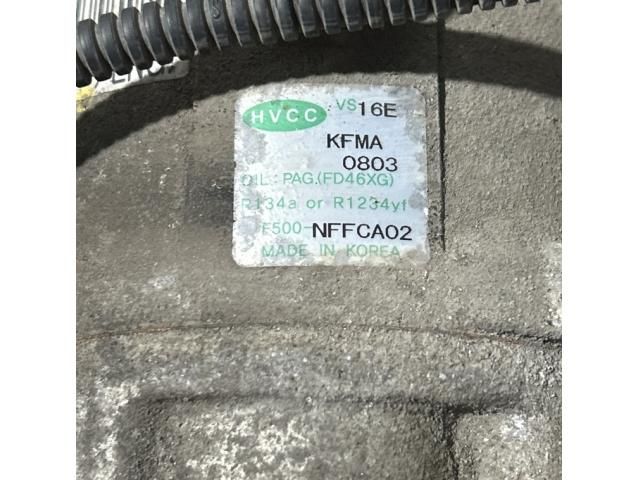 HVCC VS16E
KFMA
0803
OIL: PAG.(FD46XG)
R134a or R1234yf
F500-NFFCA02
MADE IN KOREA